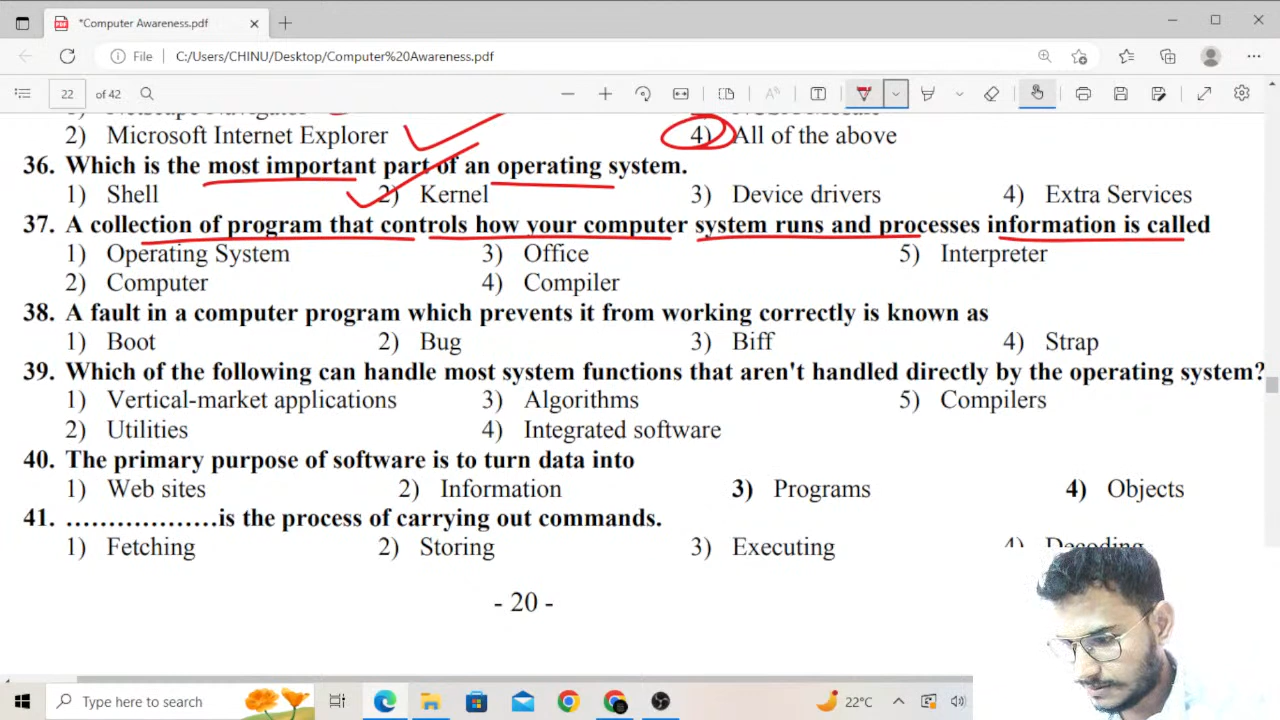 *Computer Awareness.pdf
File C:/Users/CHINU/Desktop/Computer%20Awareness.pdf
22 of 42
2) Microsoft Internet Explorer 4) All of the above
36. Which is the most important part of an operating system.
1) Shell 2) Kernel 3) Device drivers 4) Extra Services
37. A collection of program that controls how your computer system runs and processes information is called
1) Operating System 3) Office 5) Interpreter
2) Computer 4) Compiler
38. A fault in a computer program which prevents it from working correctly is known as
1) Boot 2) Bug 3) Biff 4) Strap
39. Which of the following can handle most system functions that aren't handled directly by the operating system?
1) Vertical-market applications 3) Algorithms 5) Compilers
2) Utilities 4) Integrated software
40. The primary purpose of software is to turn data into
1) Web sites 2) Information 3) Programs 4) Objects
41. ………………is the process of carrying out commands.
1) Fetching 2) Storing 3) Executing 4) Decoding
- 20 -
Type here to search 22°C